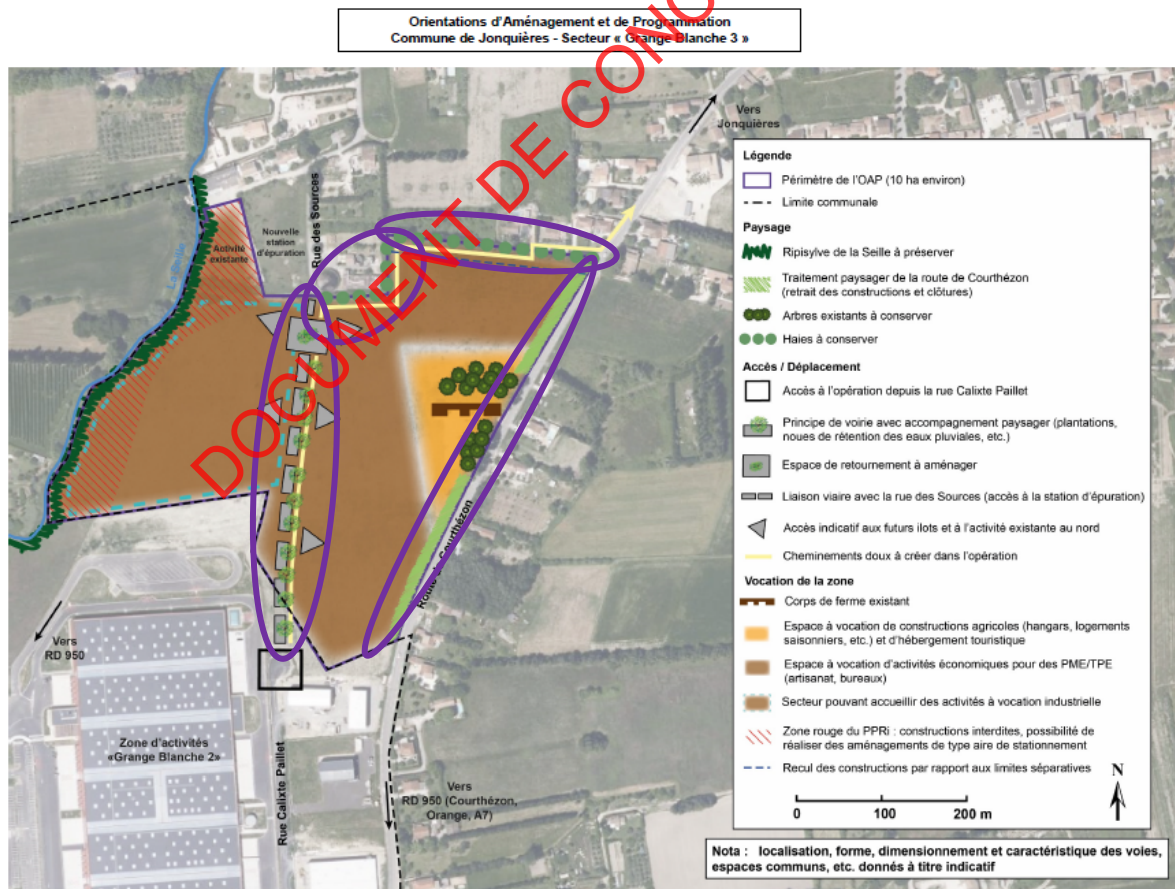 Orientations d'Aménagement et de Programmation
Commune de Jonquières - Secteur « Grange Blanche 3 »
DOCUMENT DE CONC
Vers
Jonquières
Rue des Sources
Nouvelle
station
d'épuration
Activité
existante
La Seille
Route de Courthézon
Vers
RD 950
Zone d'activités
«Grange Blanche 2»
Rue Calixte Paillet
Vers
RD 950 (Courthézon,
Orange, A7)
Légende
Périmètre de l'OAP (10 ha environ)
Limite communale
Paysage
Ripisylve de la Seille à préserver
Traitement paysager de la route de Courthézon
(retrait des constructions et clôtures)
Arbres existants à conserver
Haies à conserver
Accès / Déplacement
Accès à l'opération depuis la rue Calixte Paillet
Principe de voirie avec accompagnement paysager (plantations,
noues de rétention des eaux pluviales, etc.)
Espace de retournement à aménager
Liaison viaire avec la rue des Sources (accès à la station d'épuration)
Accès indicatif aux futurs ilots et à l'activité existante au nord
Cheminements doux à créer dans l'opération
Vocation de la zone
Corps de ferme existant
Espace à vocation de constructions agricoles (hangars, logements
saisonniers, etc.) et d'hébergement touristique
Espace à vocation d'activités économiques pour des PME/TPE
(artisanat, bureaux)
Secteur pouvant accueillir des activités à vocation industrielle
Zone rouge du PPRi : constructions interdites, possibilité de
réaliser des aménagements de type aire de stationnement
Recul des constructions par rapport aux limites séparatives
N
0 100 200 m
Nota : localisation, forme, dimensionnement et caractéristique des voies,
espaces communs, etc. donnés à titre indicatif